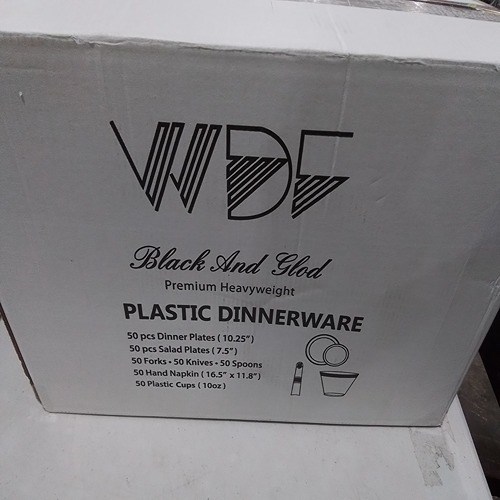 WDF
Black And Glod
Premium Heavyweight
PLASTIC DINNERWARE
50 pcs Dinner Plates ( 10.25")
50 pcs Salad Plates ( 7.5")
50 Forks • 50 Knives • 50 Spoons
50 Hand Napkin ( 16.5" x 11.8")
50 Plastic Cups ( 10oz )